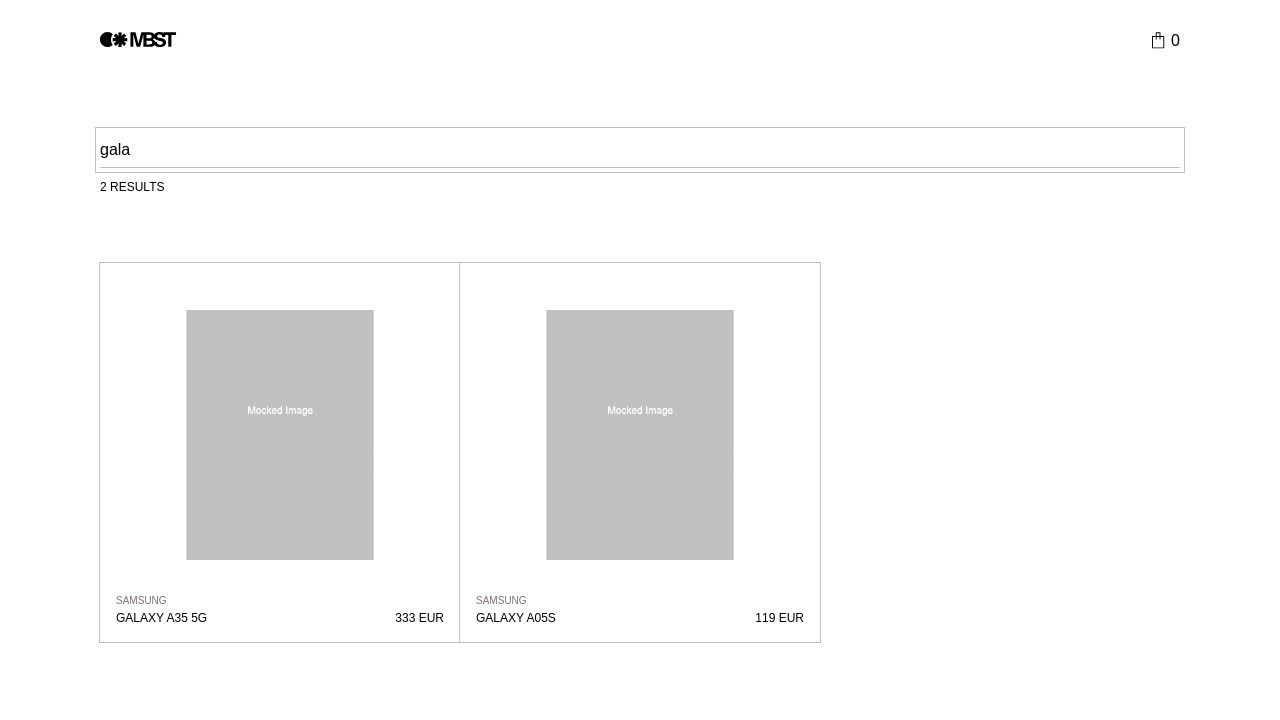 MBST
0
gala
2 RESULTS
Mocked Image
Mocked Image
SAMSUNG
GALAXY A35 5G
333 EUR
SAMSUNG
GALAXY A05S
119 EUR